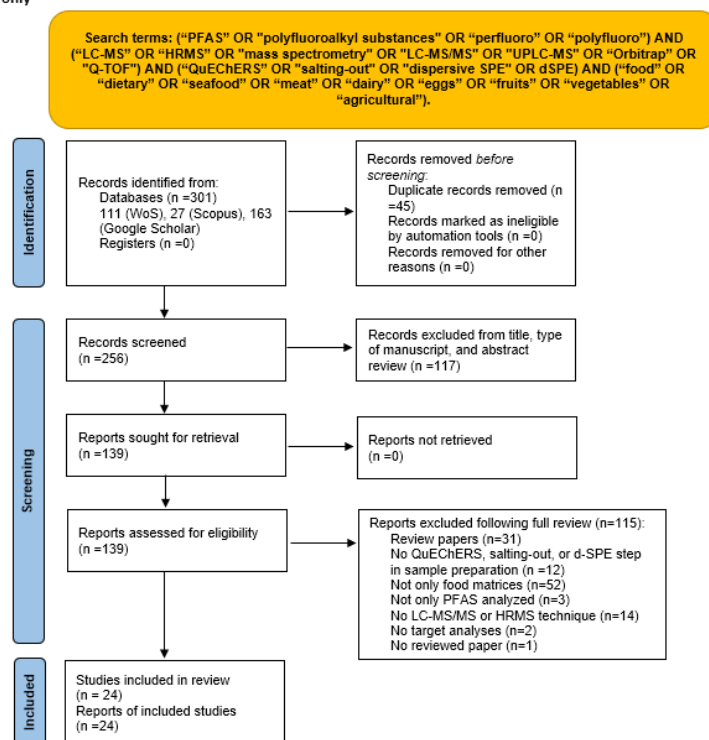 only
Search terms: (“PFAS” OR "polyfluoroalkyl substances" OR “perfluoro” OR “polyfluoro”) AND
(“LC-MS” OR “HRMS” OR "mass spectrometry" OR "LC-MS/MS" OR "UPLC-MS" OR “Orbitrap” OR
"Q-TOF") AND (“QuEChERS” OR "salting-out" OR "dispersive SPE" OR dSPE) AND (“food” OR
“dietary” OR “seafood” OR “meat” OR “dairy” OR “eggs” OR “fruits” OR “vegetables” OR
“agricultural”).
Identification
Records identified from:
Databases (n =301)
111 (WoS), 27 (Scopus), 163
(Google Scholar)
Registers (n =0)
Records removed before
screening:
Duplicate records removed (n
=45)
Records marked as ineligible
by automation tools (n =0)
Records removed for other
reasons (n =0)
Screening
Records screened
(n =256)
Records excluded from title, type
of manuscript, and abstract
review (n =117)
Reports sought for retrieval
(n =139)
Reports not retrieved
(n =0)
Reports assessed for eligibility
(n =139)
Reports excluded following full review (n=115):
Review papers (n=31)
No QuEChERS, salting-out, or d-SPE step
in sample preparation (n =12)
Not only food matrices (n=52)
Not only PFAS analyzed (n=3)
No LC-MS/MS or HRMS technique (n=14)
No target analyses (n=2)
No reviewed paper (n=1)
Included
Studies included in review
(n = 24)
Reports of included studies
(n =24)